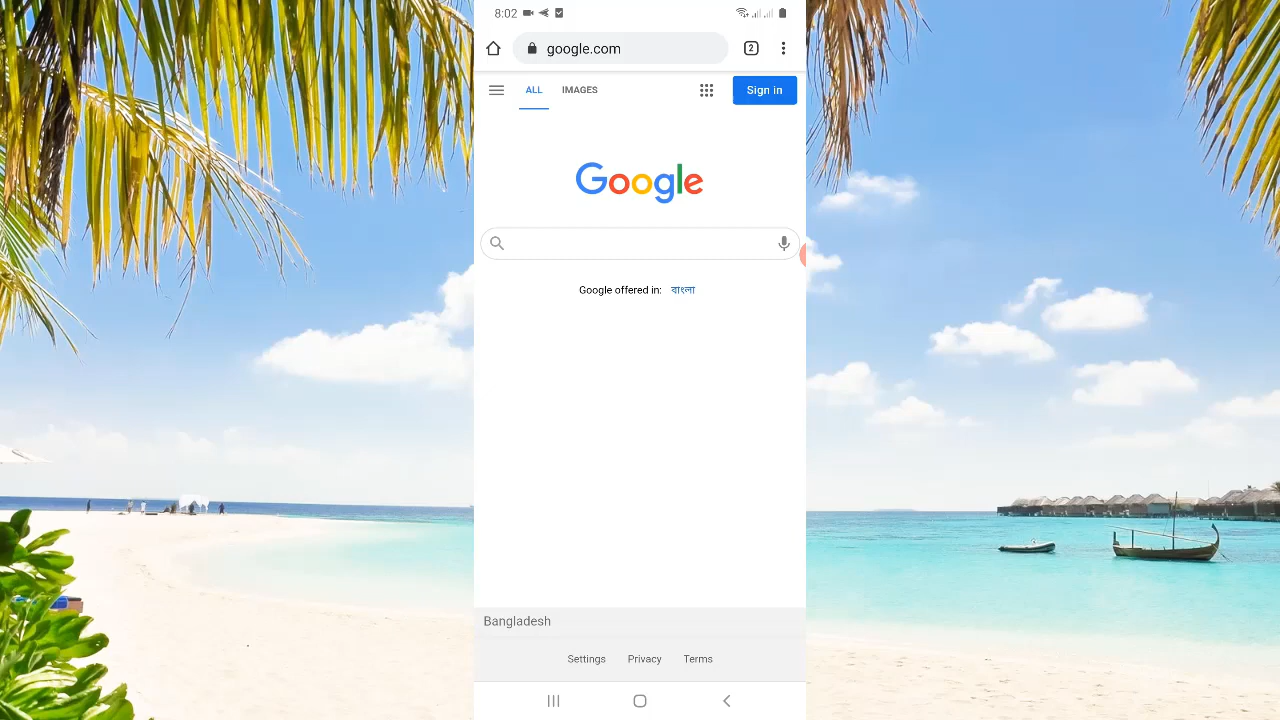 8:02
google.com
2
ALL IMAGES Sign in
Google
Google offered in: বাংলা
Bangladesh
Settings Privacy Terms